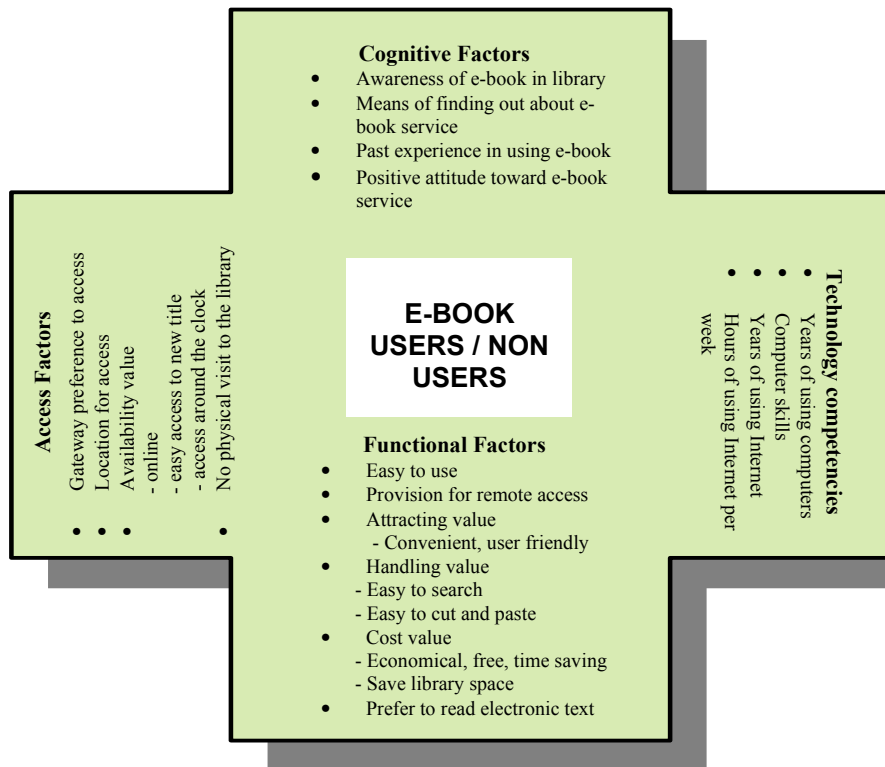 Cognitive Factors
• Awareness of e-book in library
• Means of finding out about e-
book service
• Past experience in using e-book
• Positive attitude toward e-book
service
Access Factors
• Gateway preference to access
• Location for access
• Availability value
- online
- easy access to new title
- access around the clock
• No physical visit to the library
E-BOOK
USERS / NON
USERS
Technology competencies
• Years of using computers
• Computer skills
• Years of using Internet
• Hours of using Internet per
week
Functional Factors
• Easy to use
• Provision for remote access
• Attracting value
- Convenient, user friendly
• Handling value
- Easy to search
- Easy to cut and paste
• Cost value
- Economical, free, time saving
- Save library space
• Prefer to read electronic text